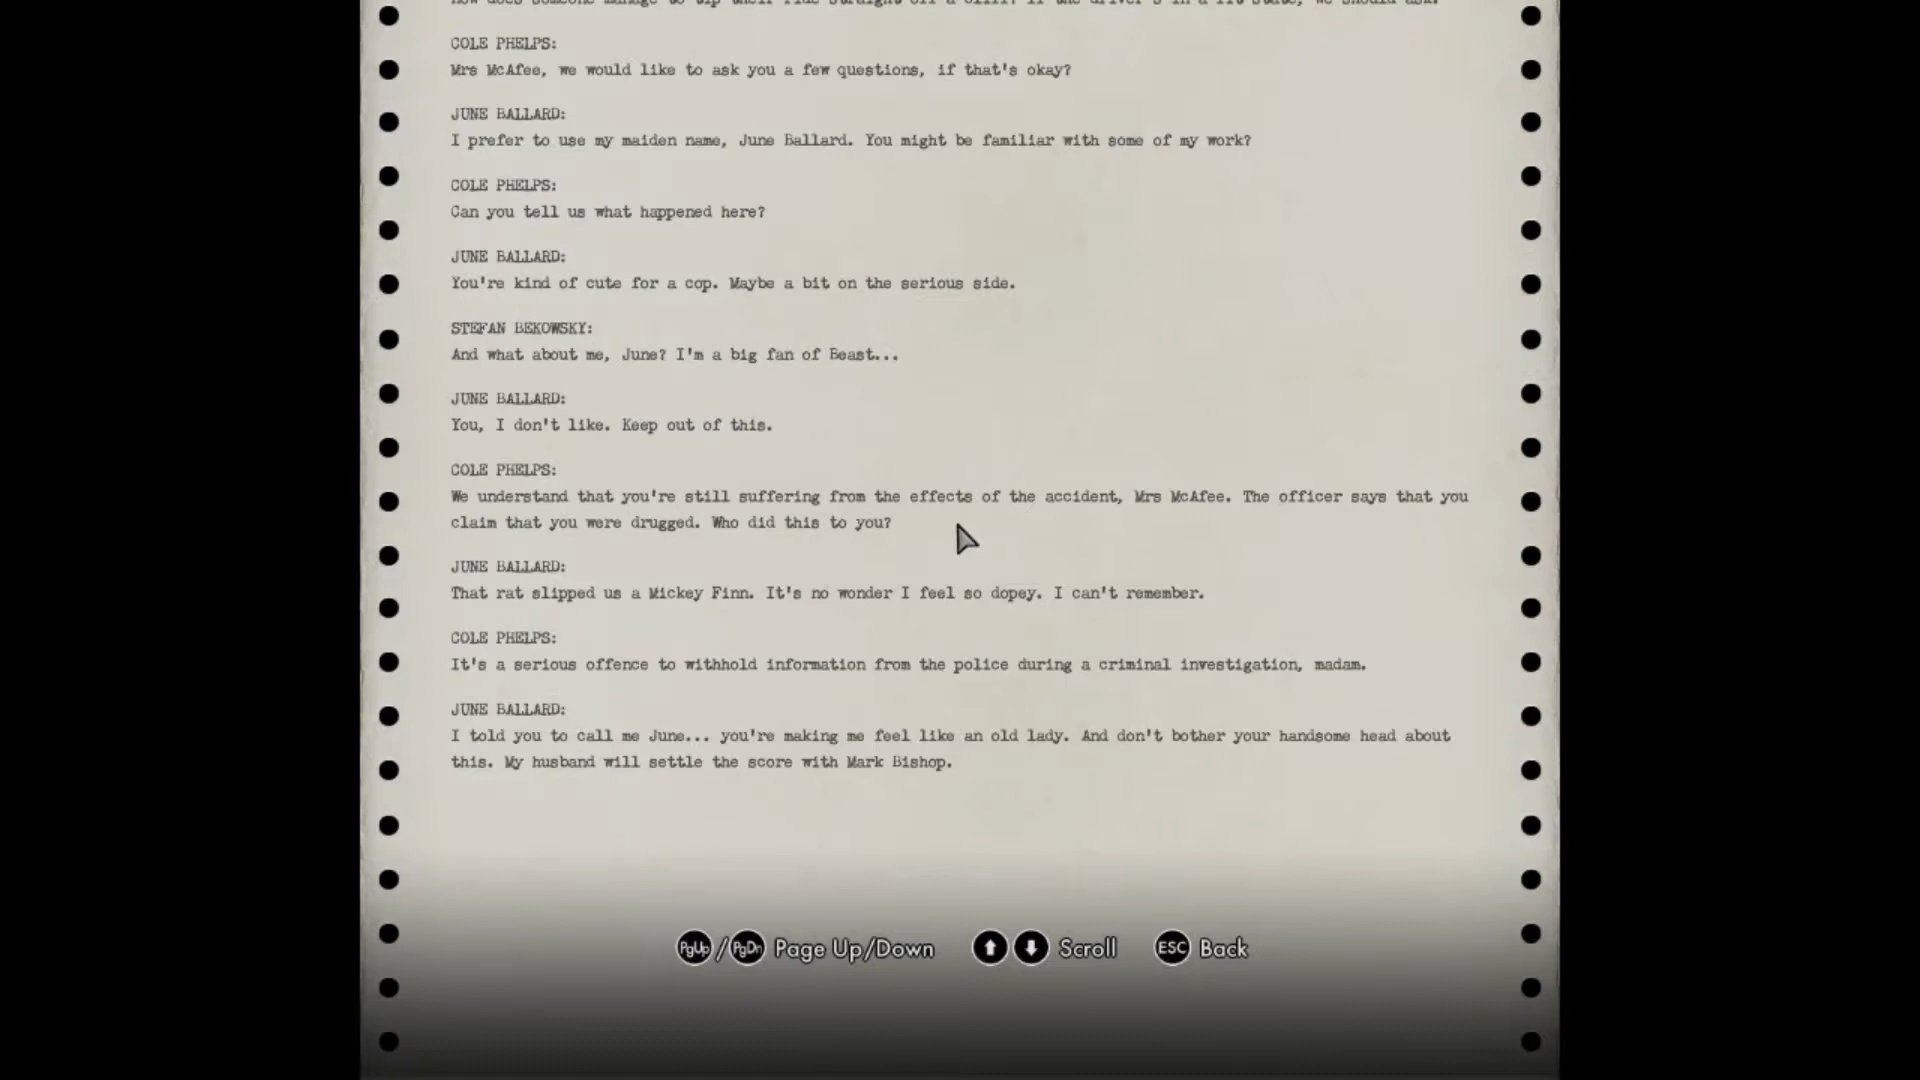 COLE PHELPS:
Mrs McAfee, we would like to ask you a few questions, if that's okay?
JUNE BALLARD:
I prefer to use my maiden name, June Ballard. You might be familiar with some of my work?
COLE PHELPS:
Can you tell us what happened here?
JUNE BALLARD:
You're kind of cute for a cop. Maybe a bit on the serious side.
STEFAN BEKOWSKY:
And what about me, June? I'm a big fan of Beast...
JUNE BALLARD:
You, I don't like. Keep out of this.
COLE PHELPS:
We understand that you're still suffering from the effects of the accident, Mrs McAfee. The officer says that you
claim that you were drugged. Who did this to you?
JUNE BALLARD:
That rat slipped us a Mickey Finn. It's no wonder I feel so dopey. I can't remember.
COLE PHELPS:
It's a serious offence to withhold information from the police during a criminal investigation, madam.
JUNE BALLARD:
I told you to call me June... you're making me feel like an old lady. And don't bother your handsome head about
this. My husband will settle the score with Mark Bishop.
PgUp/PgDn Page Up/Down Scroll ESC Back